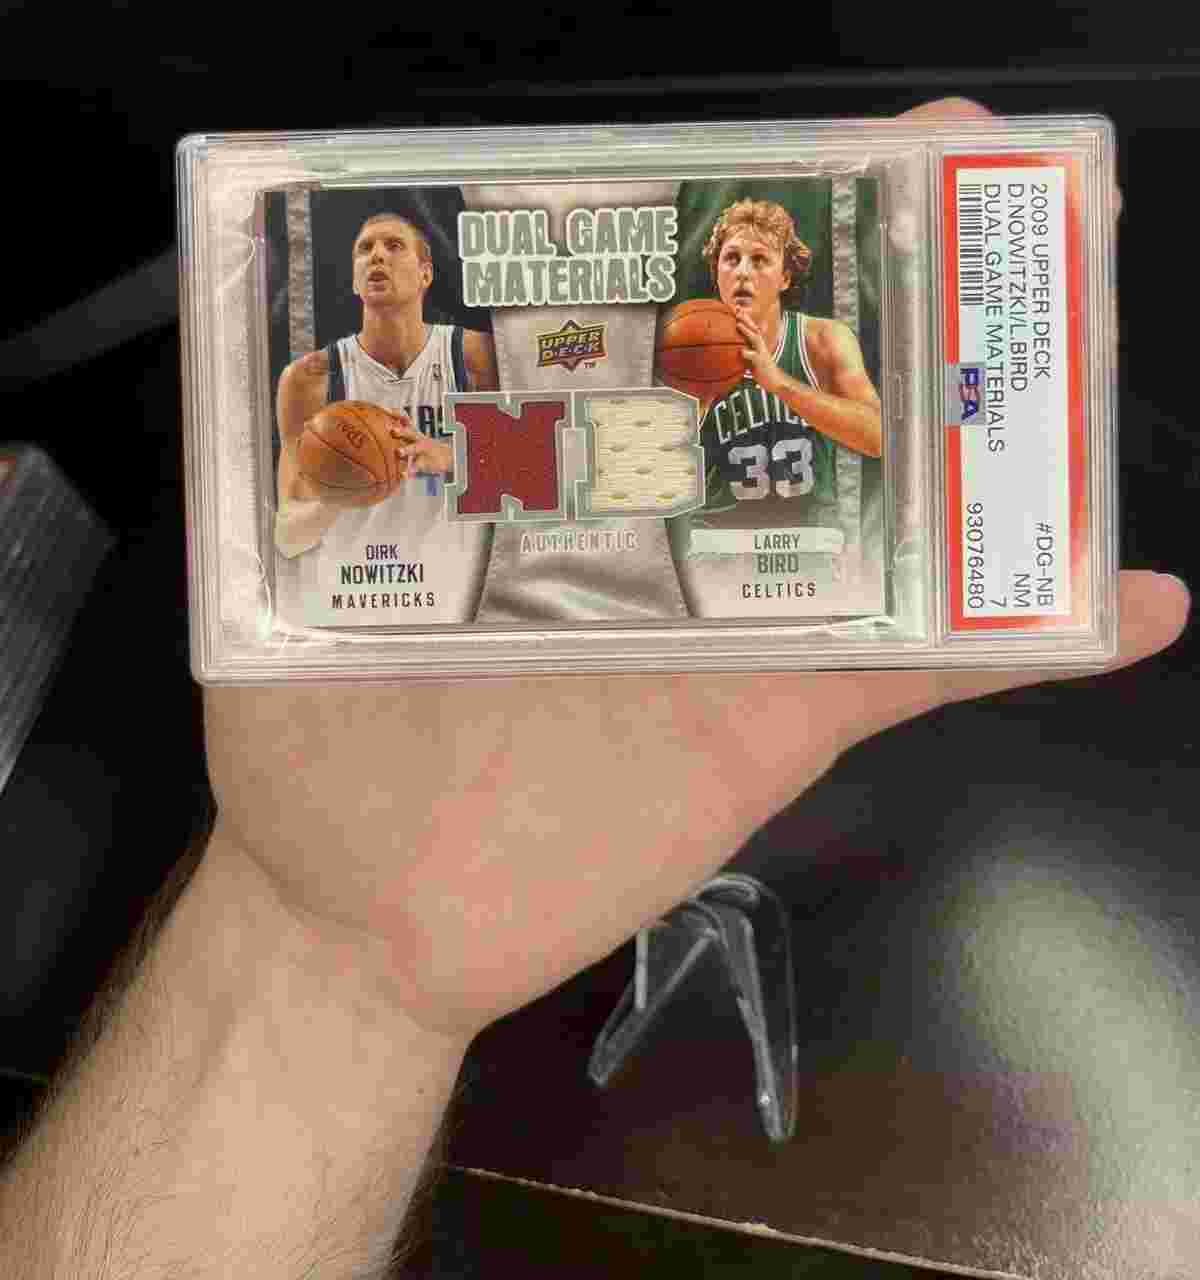 DUAL GAME
MATERIALS
UPPER
D·E·C·K
TM
NB
AUTHENTIC
DIRK
NOWITZKI
MAVERICKS
CELTICS
33
LARRY
BIRD
CELTICS
2009 UPPER DECK
D.NOWITZKI/L.BIRD
DUAL GAME MATERIALS
#DG-NB
NM
7
93076480
PSA